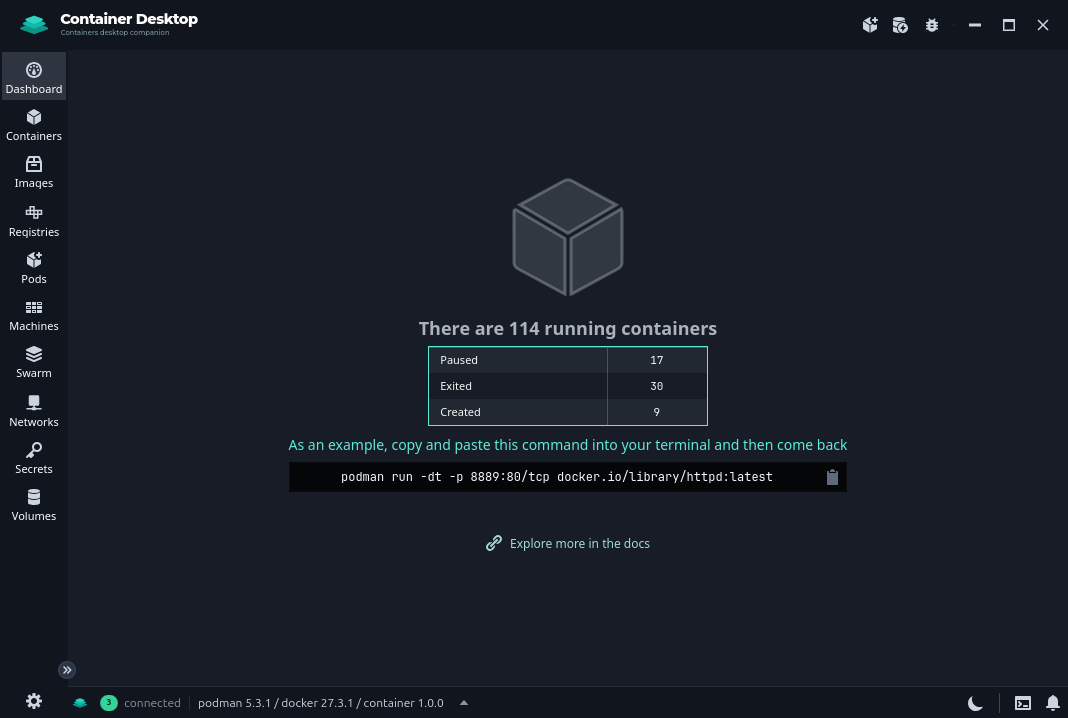 Container Desktop
Containers desktop companion
Dashboard
Containers
Images
Registries
Pods
Machines
Swarm
Networks
Secrets
Volumes
There are 114 running containers
Paused 17
Exited 30
Created 9
As an example, copy and paste this command into your terminal and then come back
podman run -dt -p 8889:80/tcp docker.io/library/httpd:latest
Explore more in the docs
3 connected podman 5.3.1 / docker 27.3.1 / container 1.0.0